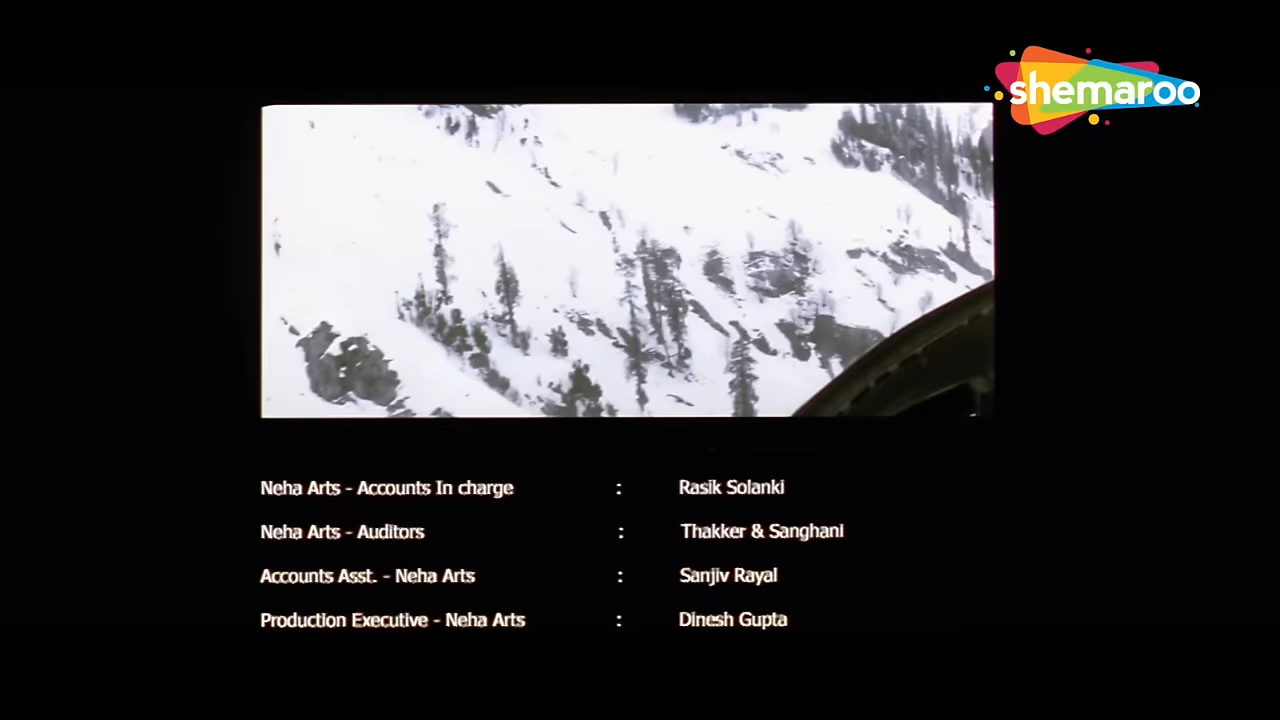 shemaroo
Neha Arts - Accounts In charge : Rasik Solanki
Neha Arts - Auditors : Thakker & Sanghani
Accounts Asst. - Neha Arts : Sanjiv Rayal
Production Executive - Neha Arts : Dinesh Gupta